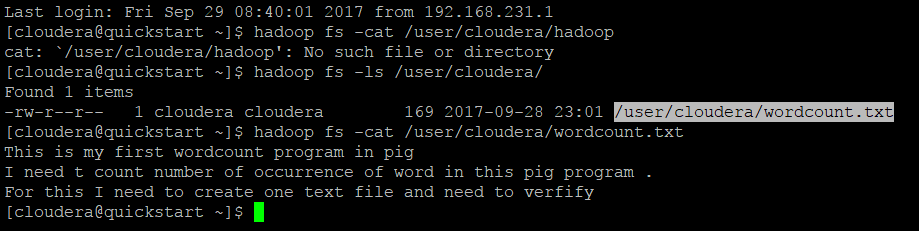 Last login: Fri Sep 29 08:40:01 2017 from 192.168.231.1
[cloudera@quickstart ~]$ hadoop fs -cat /user/cloudera/hadoop
cat: `/user/cloudera/hadoop': No such file or directory
[cloudera@quickstart ~]$ hadoop fs -ls /user/cloudera/
Found 1 items
-rw-r--r--   1 cloudera cloudera        169 2017-09-28 23:01 /user/cloudera/wordcount.txt
[cloudera@quickstart ~]$ hadoop fs -cat /user/cloudera/wordcount.txt
This is my first wordcount program in pig
I need t count number of occurrence of word in this pig program .
For this I need to create one text file and need to verfify
[cloudera@quickstart ~]$